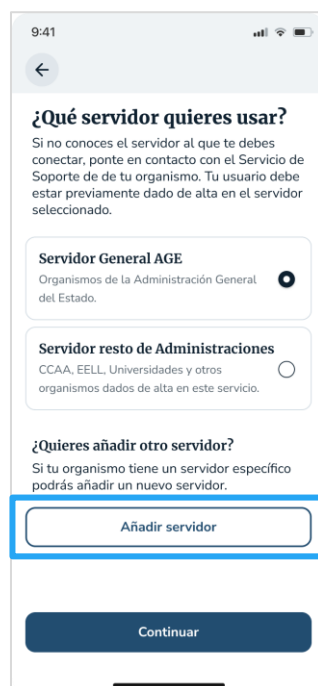 9:41
¿Qué servidor quieres usar?
Si no conoces el servidor al que te debes
conectar, ponte en contacto con el Servicio de
Soporte de de tu organismo. Tu usuario debe
estar previamente dado de alta en el servidor
seleccionado.
Servidor General AGE
Organismos de la Administración General
del Estado.
Servidor resto de Administraciones
CCAA, EELL, Universidades y otros
organismos dados de alta en este servicio.
¿Quieres añadir otro servidor?
Si tu organismo tiene un servidor específico
podrás añadir un nuevo servidor.
Añadir servidor
Continuar